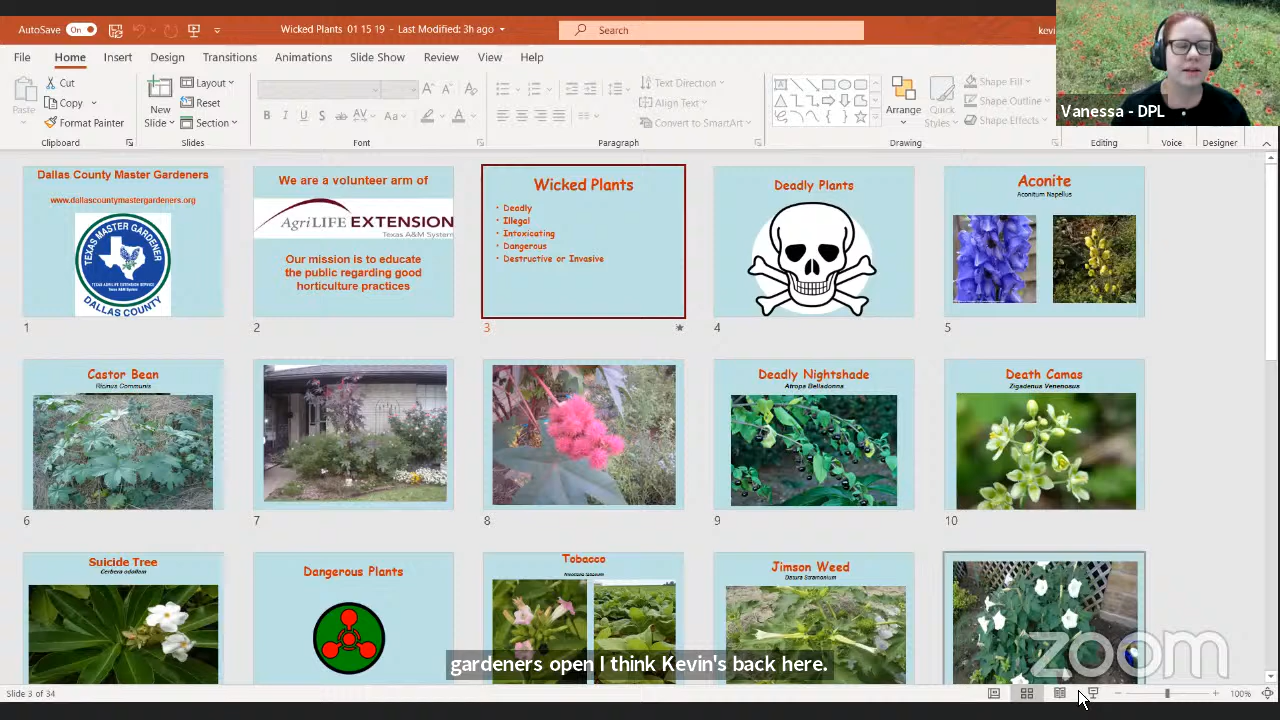 AutoSave On
Wicked Plants 01 15 19 - Last Modified: 3h ago
Search
kev
File Home Insert Design Transitions Animations Slide Show Review View Help
Paste
Cut
Copy
Format Painter
Clipboard
New
Slide
Layout
Reset
Section
Slides
Font
Text Direction
Align Text
Convert to SmartArt
Paragraph
Arrange
Quick
Styles
Shape Fill
Shape Outline
Shape Effects
Drawing
Editing
Voice
Designer
Vanessa - DPL
Dallas County Master Gardeners
www.dallascountymastergardeners.org
TEXAS MASTER GARDENER
DALLAS COUNTY
1
We are a volunteer arm of
AgriLIFE EXTENSION
Texas A&M System
Our mission is to educate
the public regarding good
horticulture practices
2
Wicked Plants
• Deadly
• Illegal
• Intoxicating
• Dangerous
• Destructive or Invasive
3
Deadly Plants
4
Aconite
Aconitum Napellus
5
Castor Bean
Ricinus Communis
6
7
8
Deadly Nightshade
Atropa Belladonna
9
Death Camas
Zigadenus Venenosus
10
Suicide Tree
Cerbera odollam
Dangerous Plants
Tobacco
Jimson Weed
Datura Stramonium
gardeners open I think Kevin's back here.
zoom
Slide 3 of 34
100%